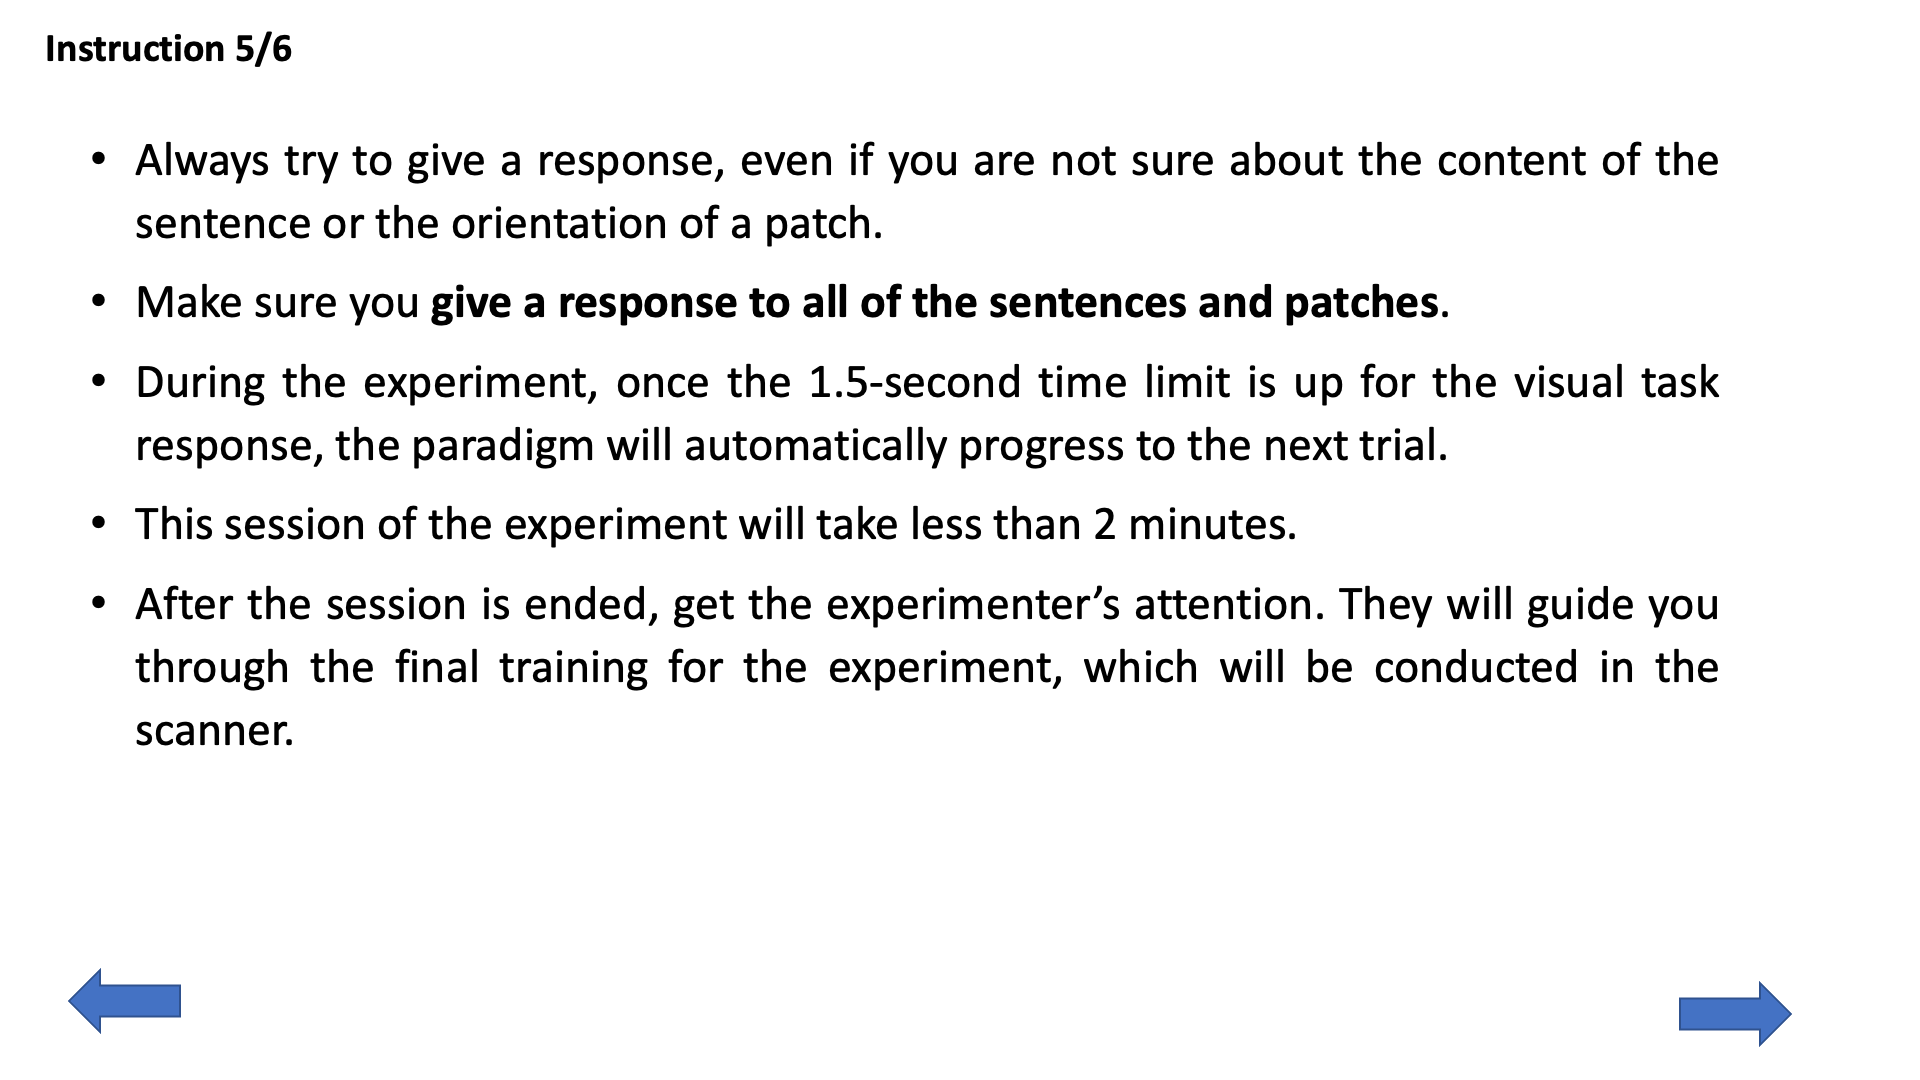 Instruction 5/6
• Always try to give a response, even if you are not sure about the content of the
sentence or the orientation of a patch.
• Make sure you give a response to all of the sentences and patches.
• During the experiment, once the 1.5-second time limit is up for the visual task
response, the paradigm will automatically progress to the next trial.
• This session of the experiment will take less than 2 minutes.
• After the session is ended, get the experimenter’s attention. They will guide you
through the final training for the experiment, which will be conducted in the
scanner.